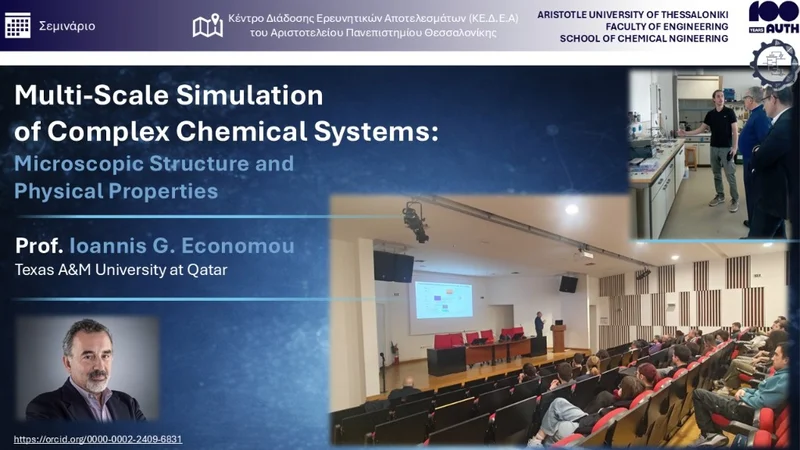 Σεμινάριο
Κέντρο Διάδοσης Ερευνητικών Αποτελεσμάτων (ΚΕ.Δ.Ε.Α)
του Αριστοτελείου Πανεπιστημίου Θεσσαλονίκης
ARISTOTLE UNIVERSITY OF THESSALONIKI
FACULTY OF ENGINEERING
SCHOOL OF CHEMICAL NGINEERING
100
YEARS AUTH
Multi-Scale Simulation
of Complex Chemical Systems:
Microscopic Structure and
Physical Properties
Prof. Ioannis G. Economou
Texas A&M University at Qatar
https://orcid.org/0000-0002-2409-6831